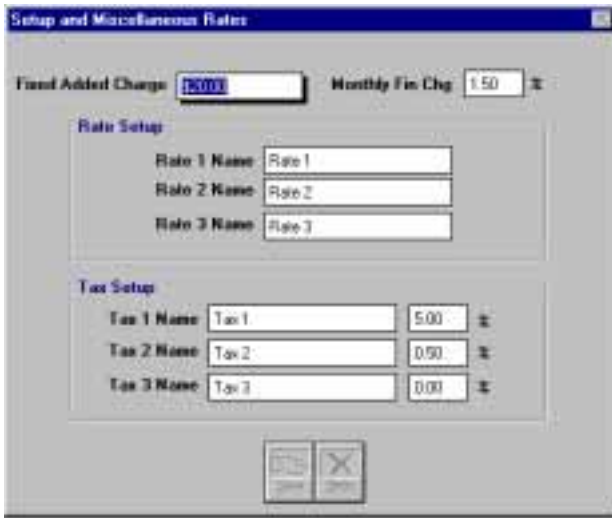 Setup and Miscellaneous Rates
Fixed Added Charge $20.00 Monthly Fin Chg 1.50 %
Rate Setup
Rate 1 Name Rate 1
Rate 2 Name Rate 2
Rate 3 Name Rate 3
Tax Setup
Tax 1 Name Tax 1 5.00 %
Tax 2 Name Tax 2 0.50 %
Tax 3 Name Tax 3 0.00 %